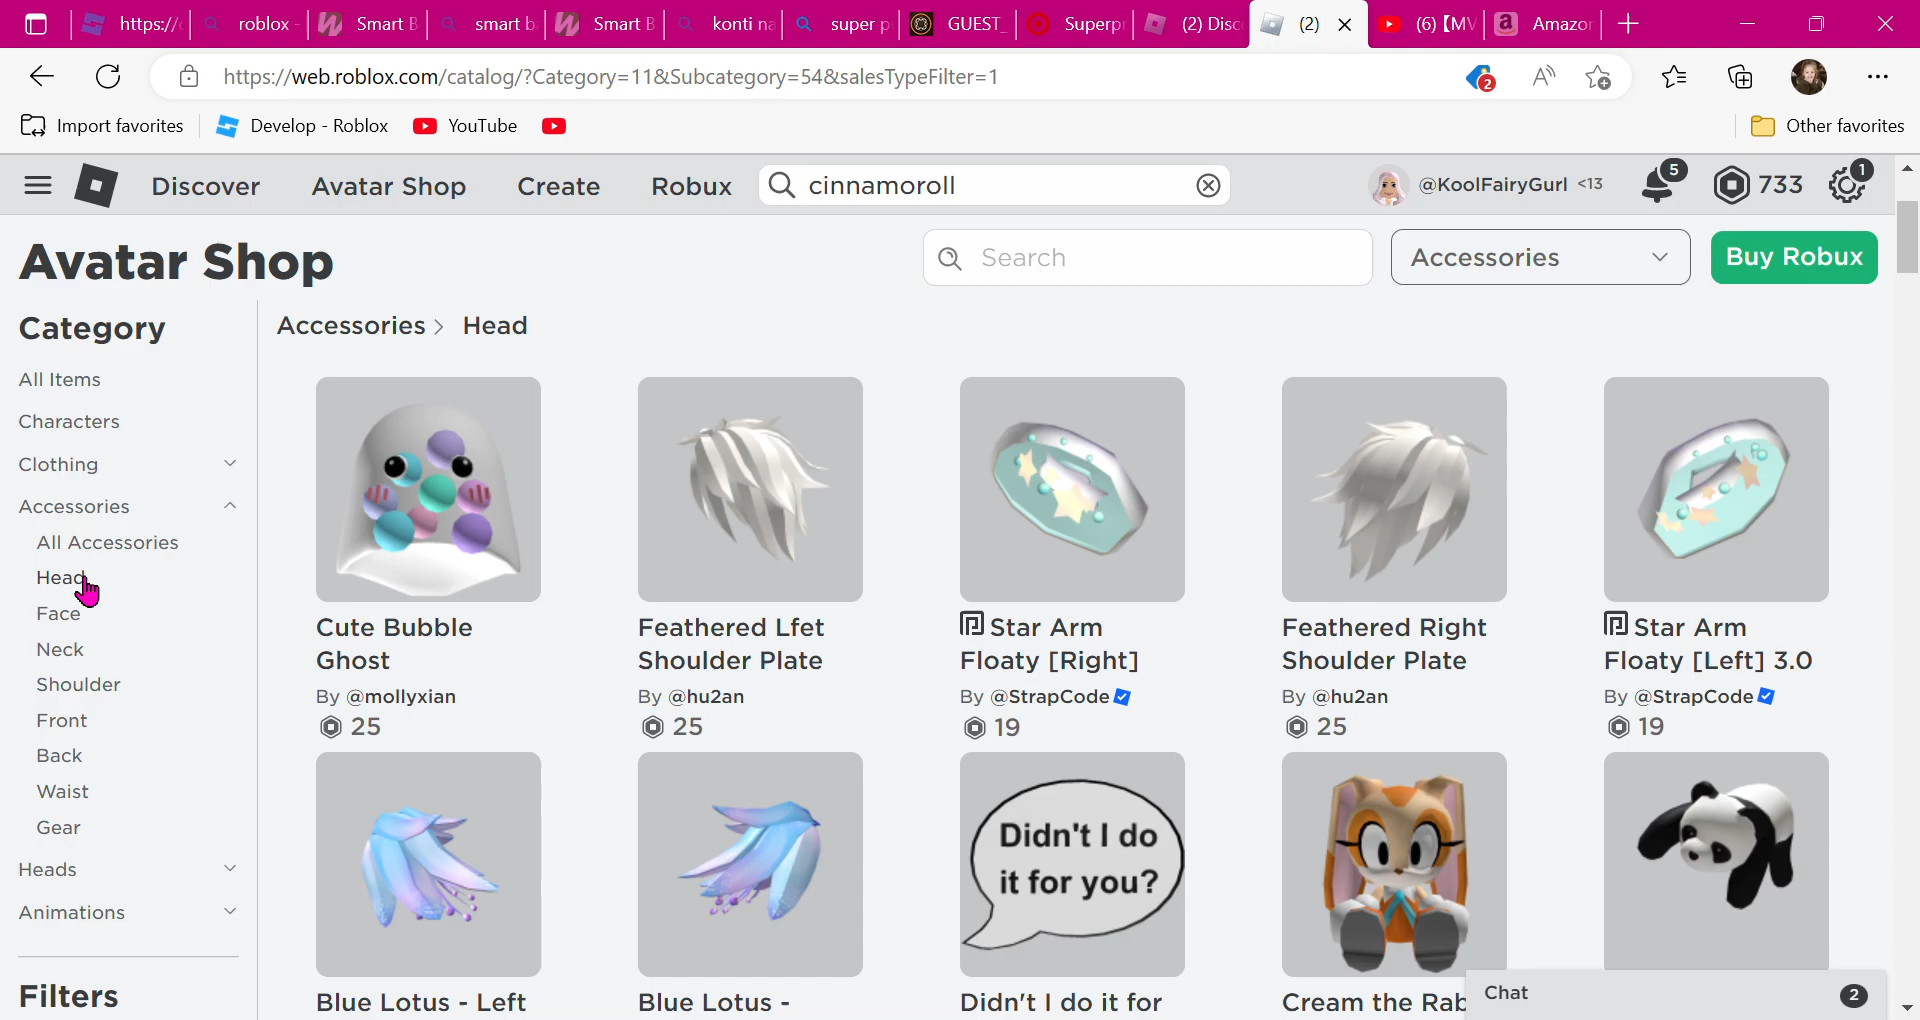 https://
roblox -
Smart B
smart b
Smart B
konti na
super p
GUEST_
Superp
(2) Disc
(2)
(6)【MV
Amazon
https://web.roblox.com/catalog/?Category=11&Subcategory=54&salesTypeFilter=1
2
Import favorites
Develop - Roblox
YouTube
Other favorites
Discover
Avatar Shop
Create
Robux
cinnamoroll
@KoolFairyGurl <13
5
733
1
Avatar Shop
Search
Accessories
Buy Robux
Category
All Items
Characters
Clothing
Accessories
All Accessories
Head
Face
Neck
Shoulder
Front
Back
Waist
Gear
Heads
Animations
Filters
Accessories > Head
Cute Bubble
Ghost
By @mollyxian
25
Feathered Lfet
Shoulder Plate
By @hu2an
25
Star Arm
Floaty [Right]
By @StrapCode
19
Feathered Right
Shoulder Plate
By @hu2an
25
Star Arm
Floaty [Left] 3.0
By @StrapCode
19
Didn't I do
it for you?
Blue Lotus - Left
Blue Lotus -
Didn't I do it for
Cream the Rab
Chat
2